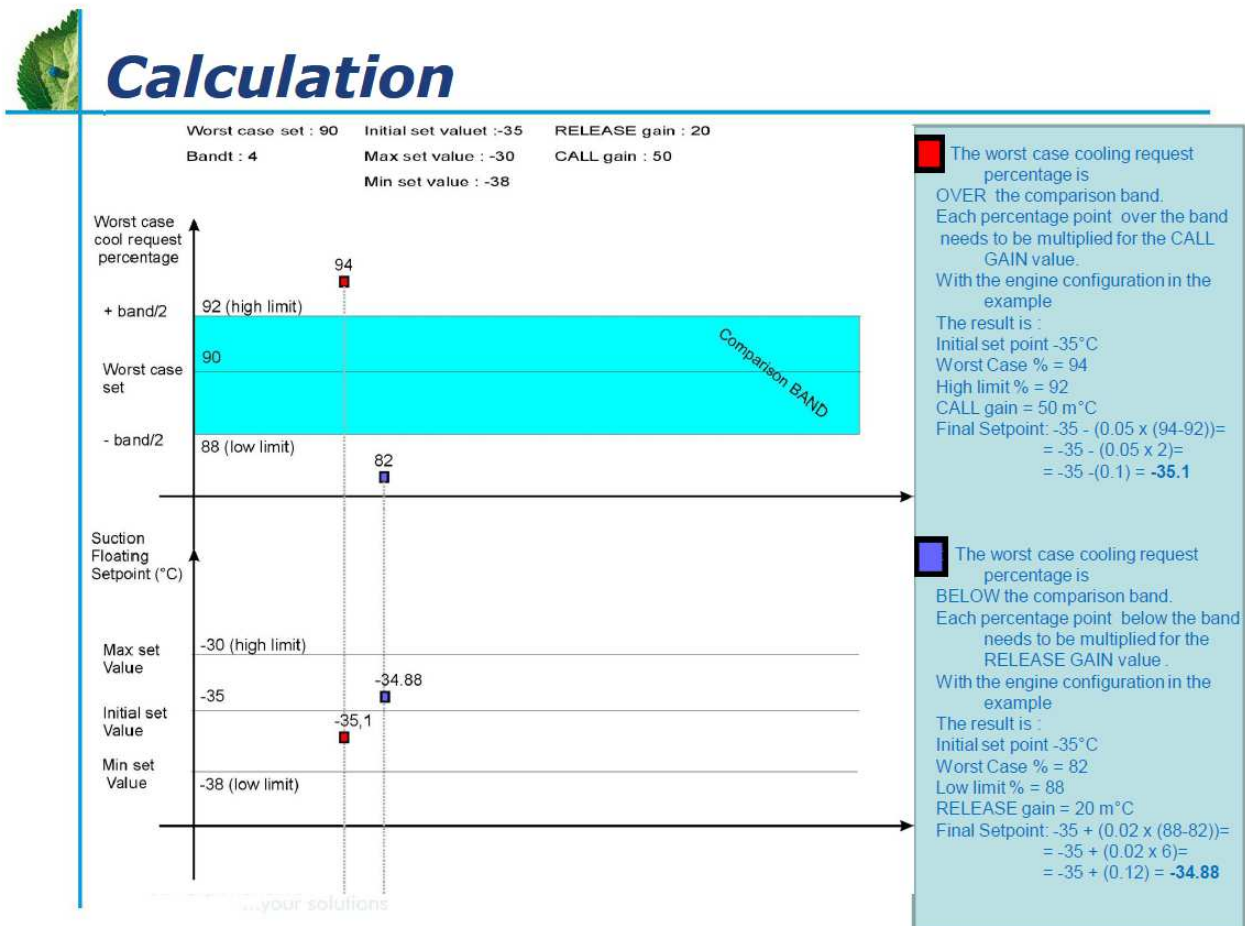 Calculation
Worst case set : 90 Initial set valuet :-35 RELEASE gain : 20
Bandt : 4 Max set value : -30 CALL gain : 50
Min set value : -38
Worst case
cool request
percentage
94
+ band/2
92 (high limit)
90
Worst case
set
Comparison BAND
- band/2
88 (low limit)
82
Suction
Floating
Setpoint (°C)
Max set
Value
-30 (high limit)
-34.88
-35
Initial set
Value
-35,1
Min set
Value
-38 (low limit)
...your solutions
The worst case cooling request
percentage is
OVER the comparison band.
Each percentage point over the band
needs to be multiplied for the CALL
GAIN value.
With the engine configuration in the
example
The result is :
Initial set point -35°C
Worst Case % = 94
High limit % = 92
CALL gain = 50 m°C
Final Setpoint: -35 - (0.05 x (94-92))=
= -35 - (0.05 x 2)=
= -35 -(0.1) = -35.1
The worst case cooling request
percentage is
BELOW the comparison band.
Each percentage point below the band
needs to be multiplied for the
RELEASE GAIN value .
With the engine configuration in the
example
The result is :
Initial set point -35°C
Worst Case % = 82
Low limit % = 88
RELEASE gain = 20 m°C
Final Setpoint: -35 + (0.02 x (88-82))=
= -35 + (0.02 x 6)=
= -35 + (0.12) = -34.88